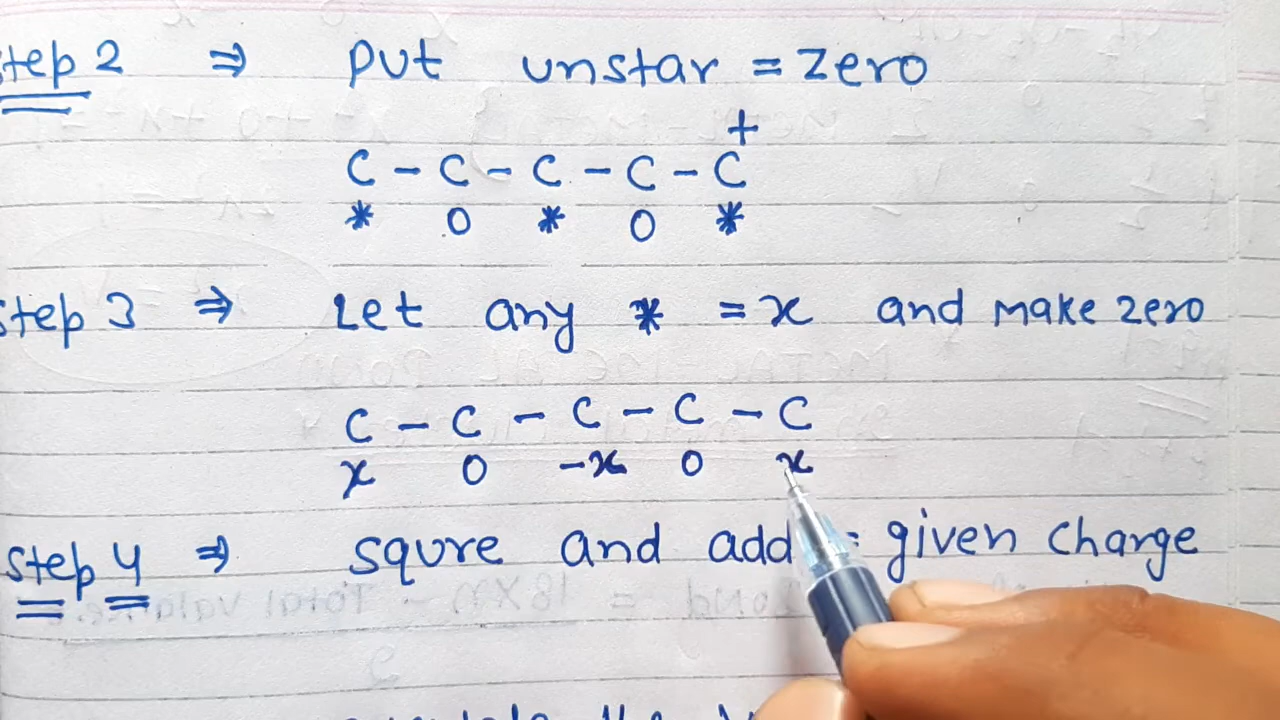 step 2 ⇒ put unstar = zero
+
C - C - C - C - C
* 0 * 0 *
step 3 ⇒ Let any * = x and make zero
C - C - C - C - C
x 0 -x 0 x
step 4 ⇒ squre and add = given charge